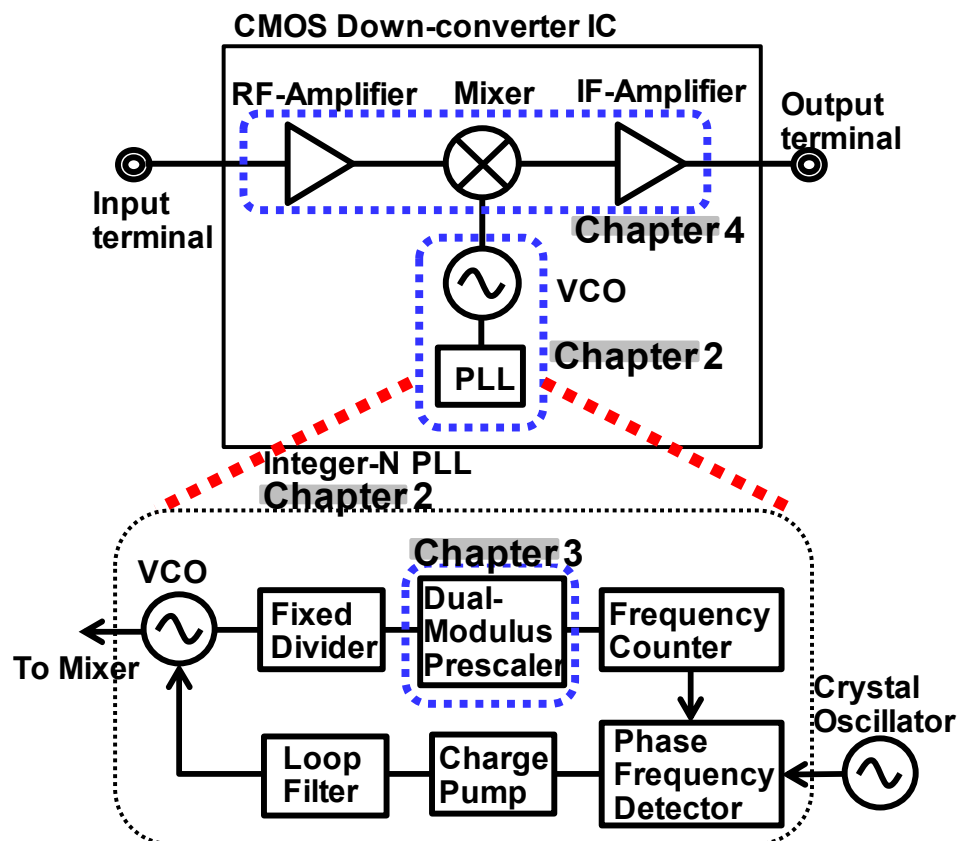 CMOS Down-converter IC
RF-Amplifier
Mixer
IF-Amplifier
Output
terminal
Input
terminal
Chapter 4
VCO
Chapter 2
PLL
Integer-N PLL
Chapter 2
Chapter 3
VCO
Fixed
Divider
Dual-
Modulus
Prescaler
Frequency
Counter
To Mixer
Crystal
Oscillator
Loop
Filter
Charge
Pump
Phase
Frequency
Detector